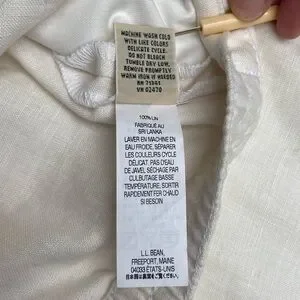 MACHINE WASH COLD
WITH LIKE COLORS
DELICATE CYCLE.
DO NOT BLEACH
TUMBLE DRY LOW.
REMOVE PROMPTLY
WARM IRON IF NEEDED
RN 71341
VN 02470
100% LIN
FABRIQUÉ AU
SRI LANKA
LAVER EN MACHINE EN
EAU FROIDE, SÉPARER
LES COULEURS CYCLE
DÉLICAT. PAS D'EAU
DE JAVEL SÉCHAGE PAR
CULBUTAGE BASSE
TEMPÉRATURE, SORTIR
RAPIDEMENT FER CHAUD
SI BESOIN
L.L. BEAN,
FREEPORT, MAINE
04033 ÉTATS-UNIS